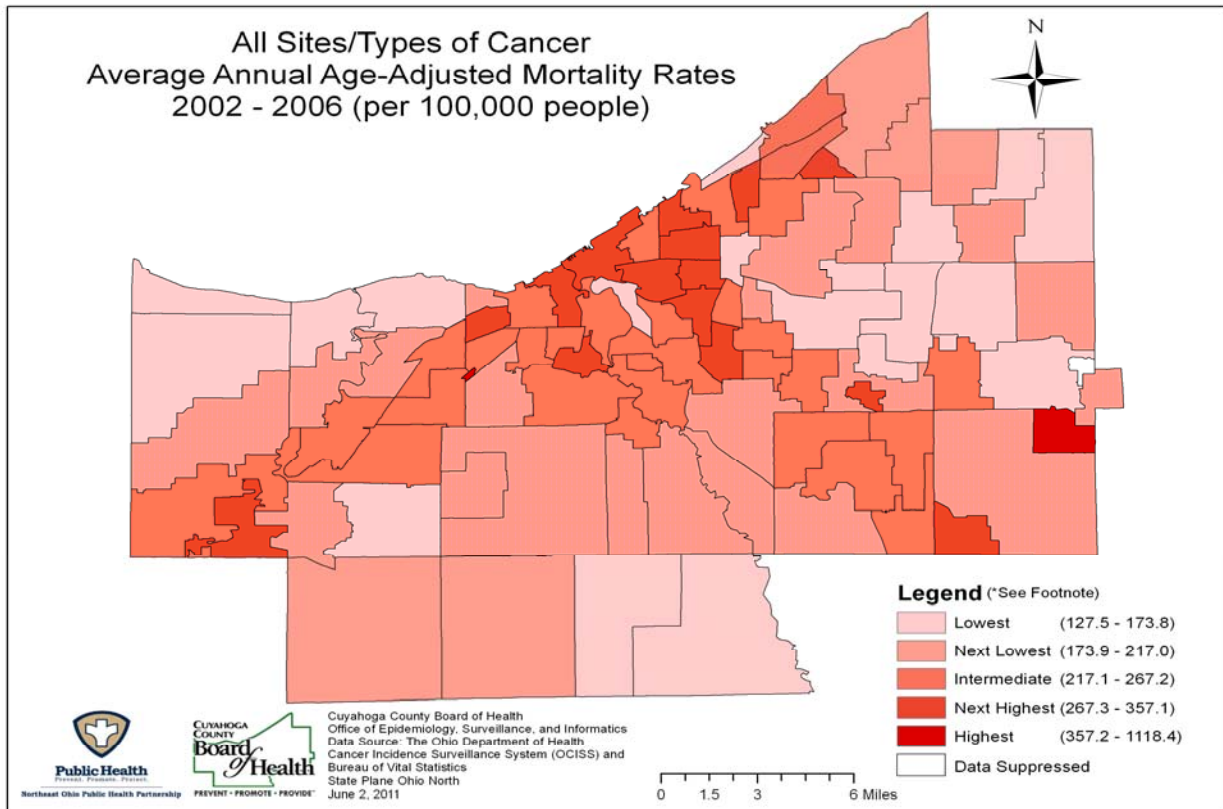 All Sites/Types of Cancer
Average Annual Age-Adjusted Mortality Rates
2002 - 2006 (per 100,000 people)
N
Legend (*See Footnote)
Lowest (127.5 - 173.8)
Next Lowest (173.9 - 217.0)
Intermediate (217.1 - 267.2)
Next Highest (267.3 - 357.1)
Highest (357.2 - 1118.4)
Data Suppressed
Public Health
Prevent. Promote. Protect.
Northeast Ohio Public Health Partnership
CUYAHOGA
COUNTY
Board
of Health
PREVENT • PROMOTE • PROVIDE
Cuyahoga County Board of Health
Office of Epidemiology, Surveillance, and Informatics
Data Source: The Ohio Department of Health
Cancer Incidence Surveillance System (OCISS) and
Bureau of Vital Statistics
State Plane Ohio North
June 2, 2011
0 1.5 3 6 Miles